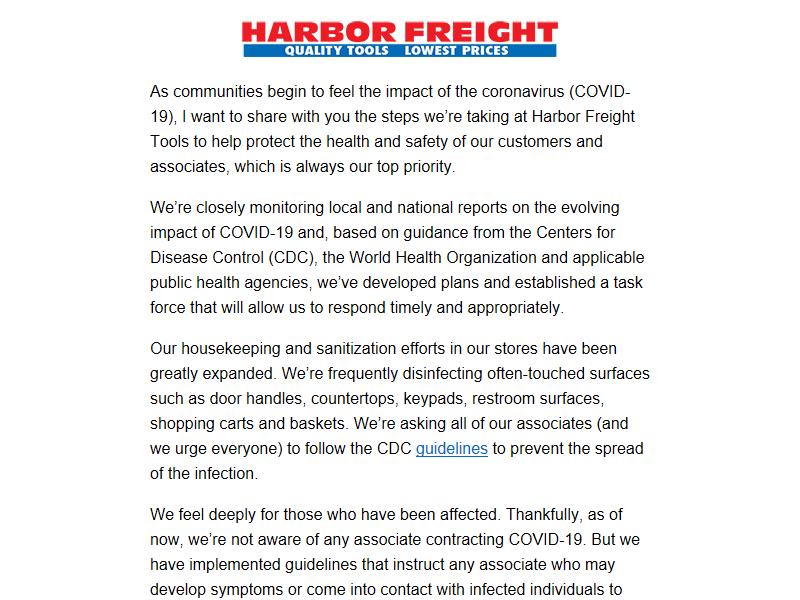 HARBOR FREIGHT
QUALITY TOOLS LOWEST PRICES
As communities begin to feel the impact of the coronavirus (COVID-
19), I want to share with you the steps we’re taking at Harbor Freight
Tools to help protect the health and safety of our customers and
associates, which is always our top priority.
We’re closely monitoring local and national reports on the evolving
impact of COVID-19 and, based on guidance from the Centers for
Disease Control (CDC), the World Health Organization and applicable
public health agencies, we’ve developed plans and established a task
force that will allow us to respond timely and appropriately.
Our housekeeping and sanitization efforts in our stores have been
greatly expanded. We’re frequently disinfecting often-touched surfaces
such as door handles, countertops, keypads, restroom surfaces,
shopping carts and baskets. We’re asking all of our associates (and
we urge everyone) to follow the CDC guidelines to prevent the spread
of the infection.
We feel deeply for those who have been affected. Thankfully, as of
now, we’re not aware of any associate contracting COVID-19. But we
have implemented guidelines that instruct any associate who may
develop symptoms or come into contact with infected individuals to